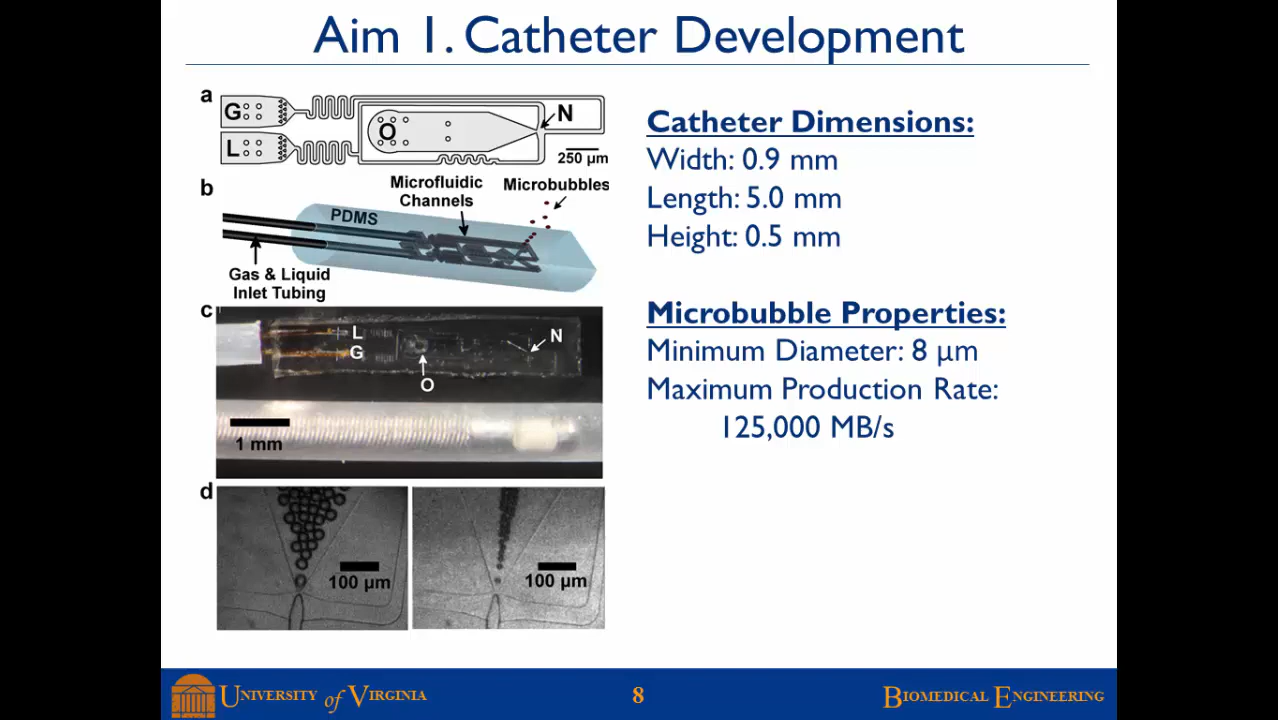 Aim 1. Catheter Development
a
G
L
O
N
250 µm
b
Microfluidic
Channels
Microbubbles
PDMS
Gas & Liquid
Inlet Tubing
c
L
G
N
O
1 mm
d
100 µm
100 µm
Catheter Dimensions:
Width: 0.9 mm
Length: 5.0 mm
Height: 0.5 mm
Microbubble Properties:
Minimum Diameter: 8 µm
Maximum Production Rate:
125,000 MB/s
UNIVERSITY of VIRGINIA
8
BIOMEDICAL ENGINEERING